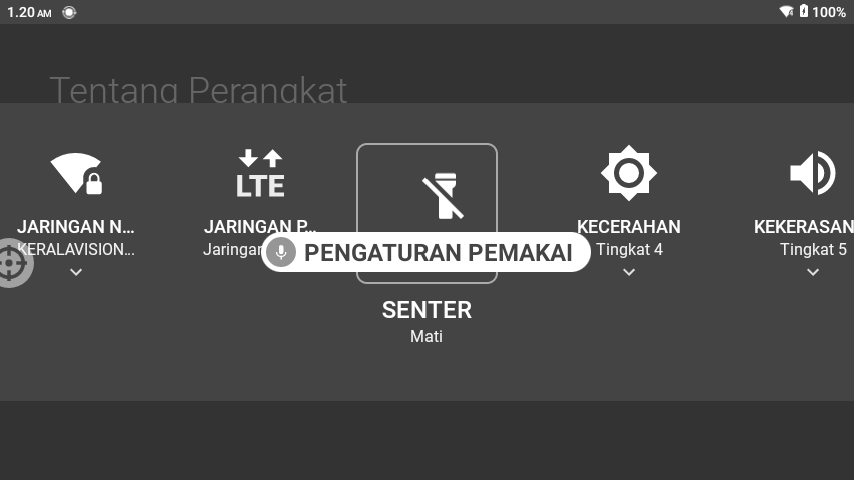 1.20 AM
100%
Tentang Perangkat
LTE
JARINGAN N...
KERALAVISION...
JARINGAN P...
Jaringan
PENGATURAN PEMAKAI
SENTER
Mati
KECERAHAN
Tingkat 4
KEKERASAN
Tingkat 5